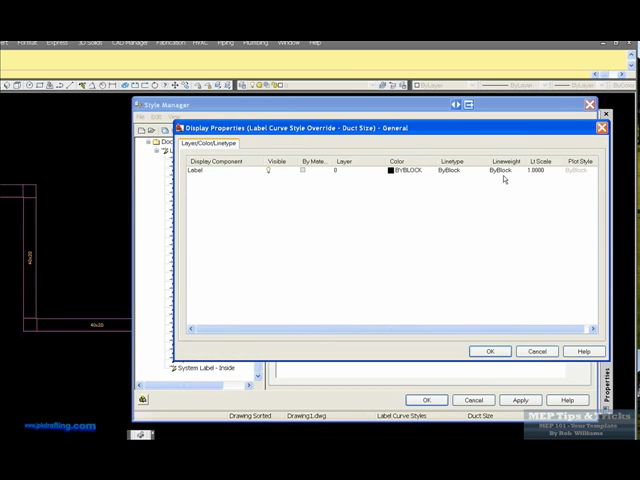 Format Express 3D Solids CAD Manager Fabrication HVAC Piping Plumbing Window Help
ByLayer
ByLayer
ByColor
Style Manager
File Edit View
Display Properties (Label Curve Style Override - Duct Size) - General
Layer/Color/Linetype
Display Component Visible By Mate... Layer Color Linetype Lineweight Lt Scale Plot Style
Label 0 BYBLOCK ByBlock ByBlock 1.0000 ByBlock
40x20
40x20
OK Cancel Help
System Label - Inside
OK Cancel Apply Help
Properties
Drawing Sorted Drawing1.dwg Label Curve Styles Duct Size
MEP Tips & Tricks
MEP 101 - Your Template
By Rob Williams